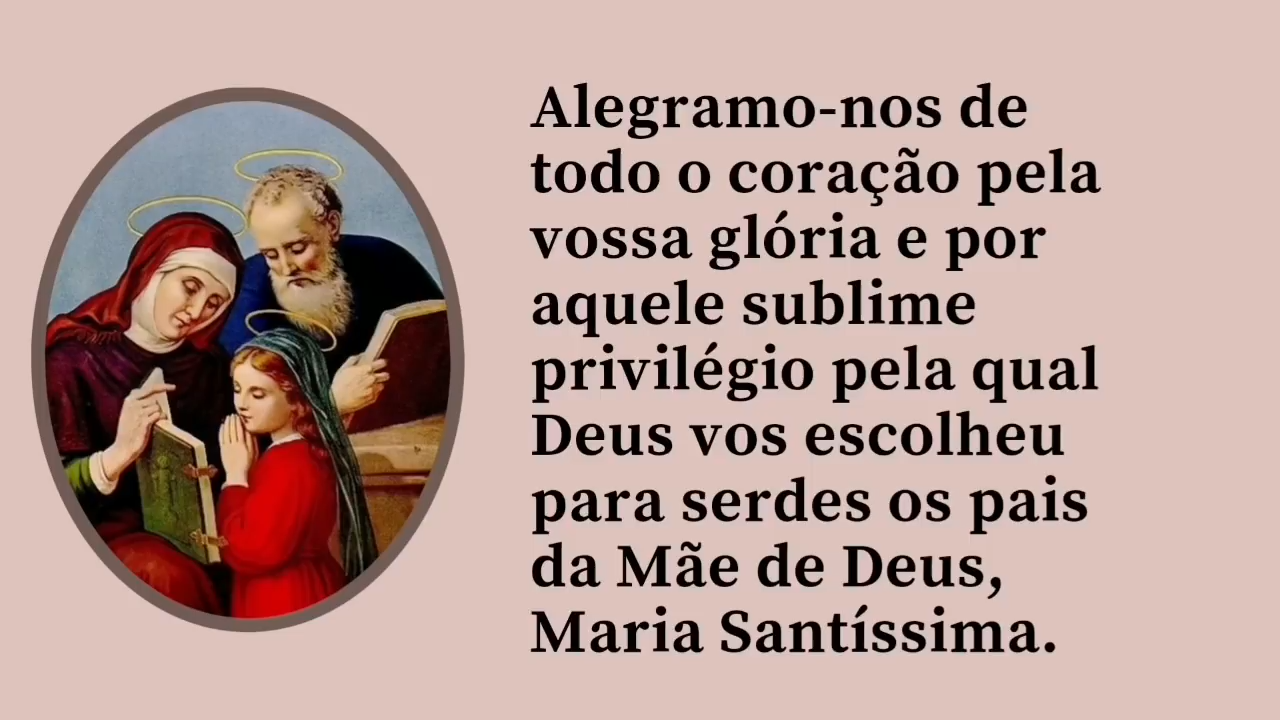 Alegramo-nos de
todo o coração pela
vossa glória e por
aquele sublime
privilégio pela qual
Deus vos escolheu
para serdes os pais
da Mãe de Deus,
Maria Santíssima.